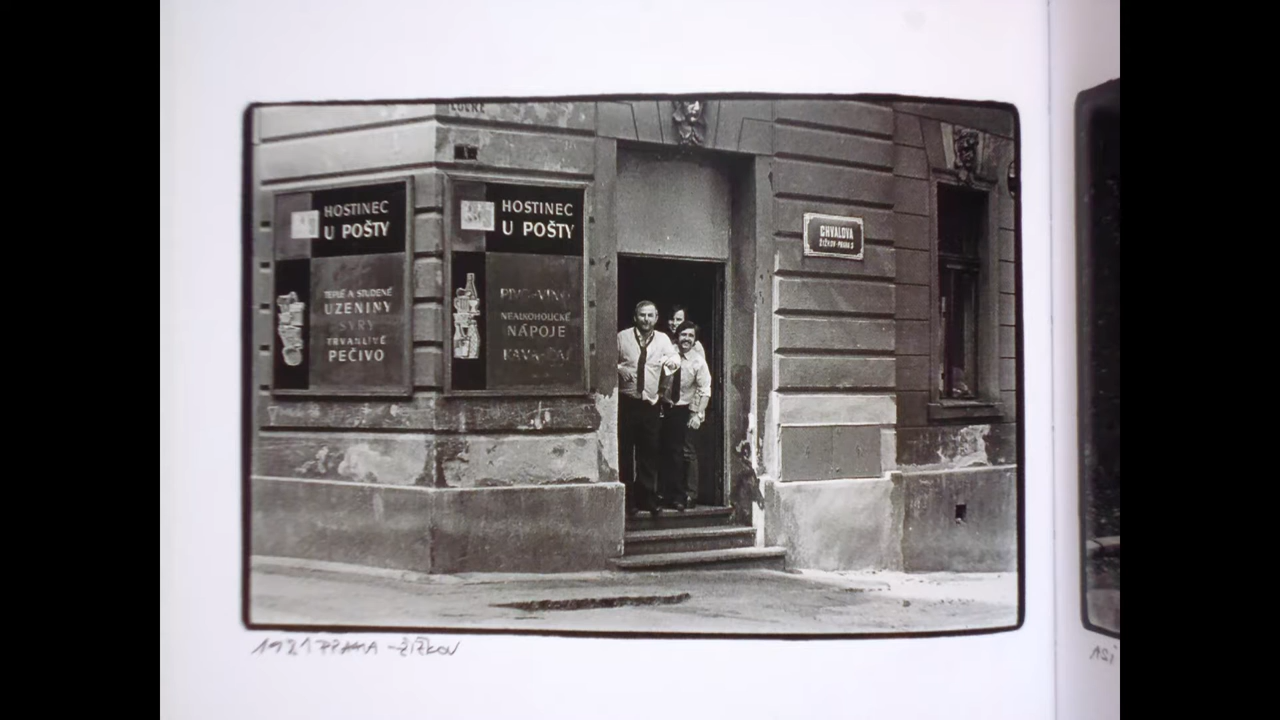 HOSTINEC
U POŠTY
TEPLÉ A STUDENÉ
UZENINY
SÝRY
TRVANLIVÉ
PEČIVO
HOSTINEC
U POŠTY
PIVO-VÍNO
NEALKOHOLICKÉ
NÁPOJE
KÁVA-ČAJ
CHVALOVA
ŽIŽKOV-PRAHA 3
PRAHA - ŽIŽKOV
ASI